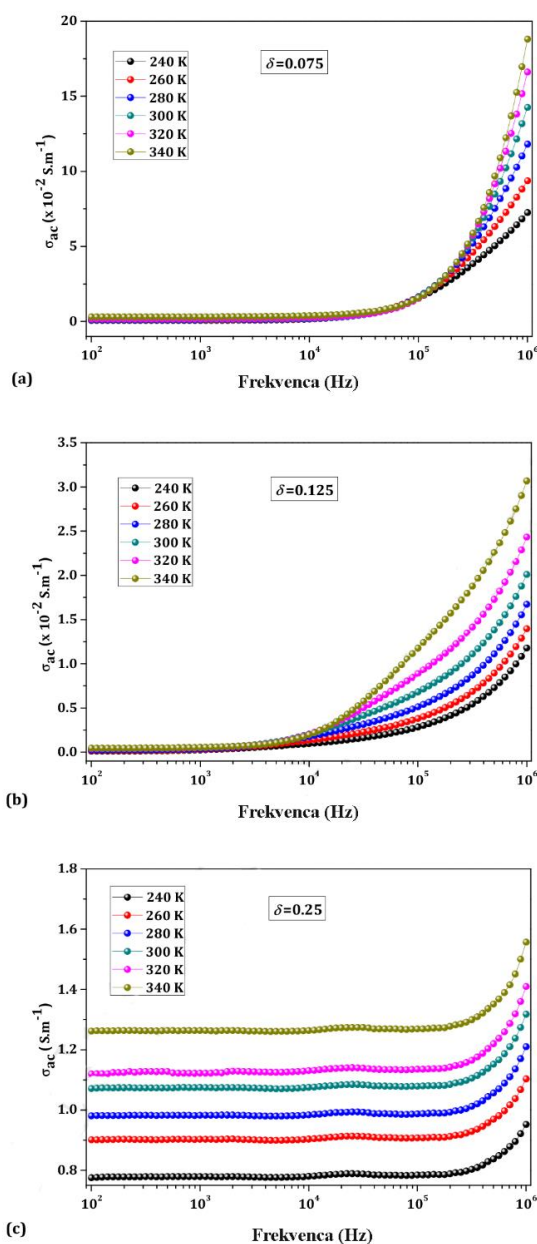 20
15
10
5
0
σac (x 10⁻² S.m⁻¹)
240 K
260 K
280 K
300 K
320 K
340 K
δ=0.075
10² 10³ 10⁴ 10⁵ 10⁶
(a)
Frekvenca (Hz)
3.5
3.0
2.5
2.0
1.5
1.0
0.5
0.0
σac (x 10⁻² S.m⁻¹)
240 K
260 K
280 K
300 K
320 K
340 K
δ=0.125
10² 10³ 10⁴ 10⁵ 10⁶
(b)
Frekvenca (Hz)
1.8
1.6
1.4
1.2
1.0
0.8
σac (S.m⁻¹)
240 K
260 K
280 K
300 K
320 K
340 K
δ=0.25
10² 10³ 10⁴ 10⁵ 10⁶
(c)
Frekvenca (Hz)